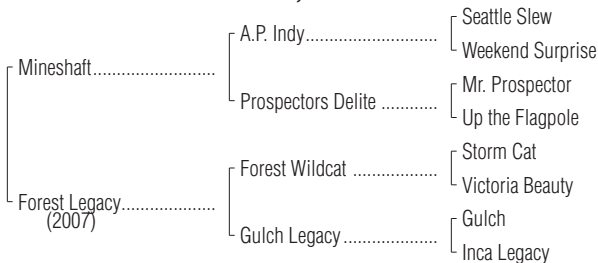 Seattle Slew
A.P. Indy
Weekend Surprise
Mineshaft
Mr. Prospector
Prospectors Delite
Up the Flagpole
Storm Cat
Forest Wildcat
Victoria Beauty
Forest Legacy
(2007)
Gulch
Gulch Legacy
Inca Legacy